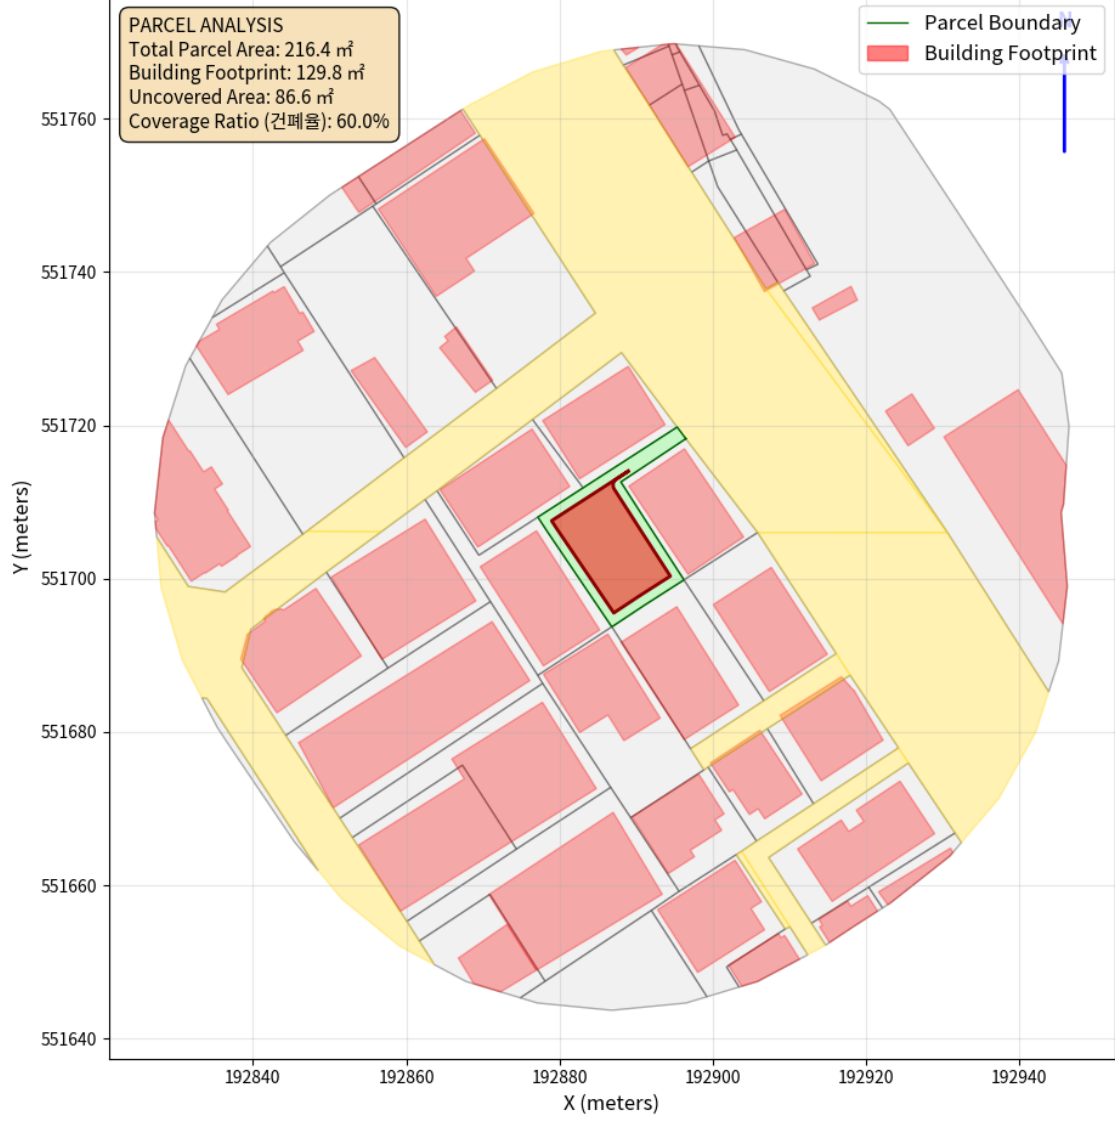 PARCEL ANALYSIS
Total Parcel Area: 216.4 ㎡
Building Footprint: 129.8 ㎡
Uncovered Area: 86.6 ㎡
Coverage Ratio (건폐율): 60.0%
Parcel Boundary
Building Footprint
N
551760
551740
551720
551700
551680
551660
551640
Y (meters)
192840
192860
192880
192900
192920
192940
X (meters)